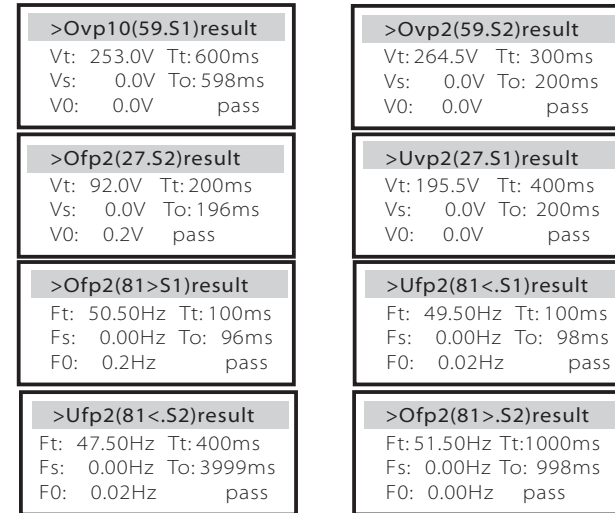 >Ovp10(59.S1)result
Vt: 253.0V Tt:600ms
Vs: 0.0V To:598ms
V0: 0.0V pass
>Ovp2(59.S2)result
Vt:264.5V Tt: 300ms
Vs: 0.0V To: 200ms
V0: 0.0V pass
>Ofp2(27.S2)result
Vt: 92.0V Tt:200ms
Vs: 0.0V To:196ms
V0: 0.2V pass
>Uvp2(27.S1)result
Vt:195.5V Tt: 400ms
Vs: 0.0V To: 200ms
V0: 0.0V pass
>Ofp2(81>S1)result
Ft: 50.50Hz Tt:100ms
Fs: 0.00Hz To: 96ms
F0: 0.2Hz pass
>Ufp2(81<.S1)result
Ft: 49.50Hz Tt:100ms
Fs: 0.00Hz To: 98ms
F0: 0.02Hz pass
>Ufp2(81<.S2)result
Ft: 47.50Hz Tt:400ms
Fs: 0.00Hz To:3999ms
F0: 0.02Hz pass
>Ofp2(81>.S2)result
Ft:51.50Hz Tt:1000ms
Fs: 0.00Hz To: 998ms
F0: 0.00Hz pass